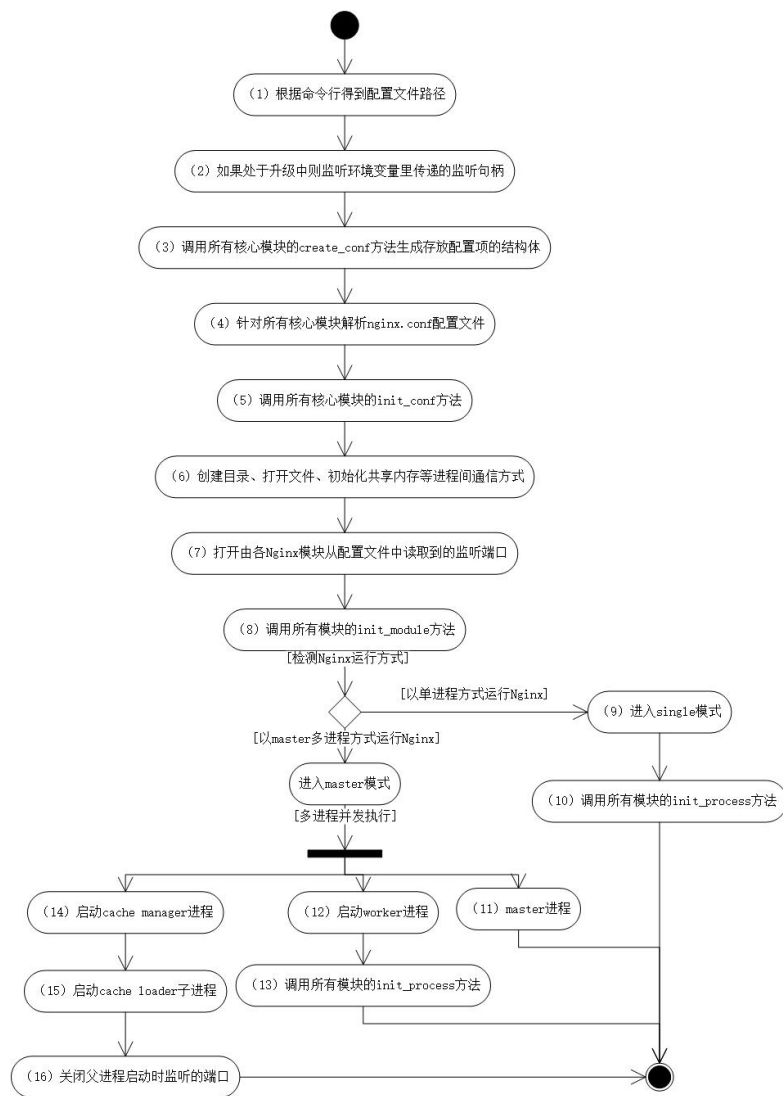 （1）根据命令行得到配置文件路径
（2）如果处于升级中则监听环境变量里传递的监听句柄
（3）调用所有核心模块的create_conf方法生成存放配置项的结构体
（4）针对所有核心模块解析nginx.conf配置文件
（5）调用所有核心模块的init_conf方法
（6）创建目录、打开文件、初始化共享内存等进程间通信方式
（7）打开由各Nginx模块从配置文件中读取到的监听端口
（8）调用所有模块的init_module方法
[检测Nginx运行方式]
[以单进程方式运行Nginx]
（9）进入single模式
[以master多进程方式运行Nginx]
进入master模式
（10）调用所有模块的init_process方法
[多进程并发执行]
（14）启动cache manager进程
（12）启动worker进程
（11）master进程
（15）启动cache loader子进程
（13）调用所有模块的init_process方法
（16）关闭父进程启动时监听的端口